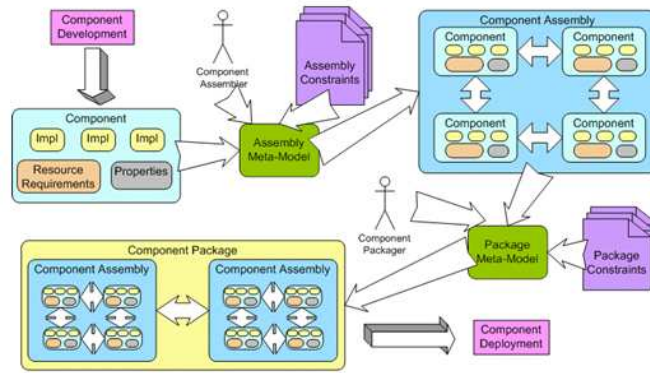 Component
Development
Component
Assembler
Assembly
Constraints
Component Assembly
Component
Component
Component
Component
Component
Impl
Impl
Impl
Resource
Requirements
Properties
Assembly
Meta-Model
Component
Packager
Package
Meta-Model
Package
Constraints
Component Package
Component Assembly
Component Assembly
Component
Deployment